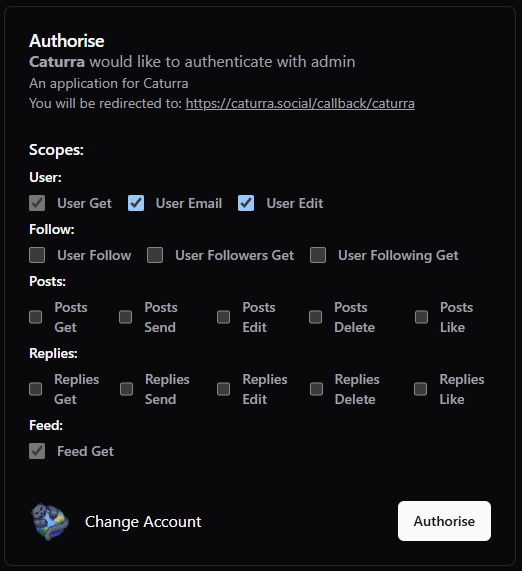 Authorise
Caturra would like to authenticate with admin
An application for Caturra
You will be redirected to: https://caturra.social/callback/caturra
Scopes:
User:
User Get User Email User Edit
Follow:
User Follow User Followers Get User Following Get
Posts:
Posts Get Posts Send Posts Edit Posts Delete Posts Like
Replies:
Replies Get Replies Send Replies Edit Replies Delete Replies Like
Feed:
Feed Get
Change Account Authorise